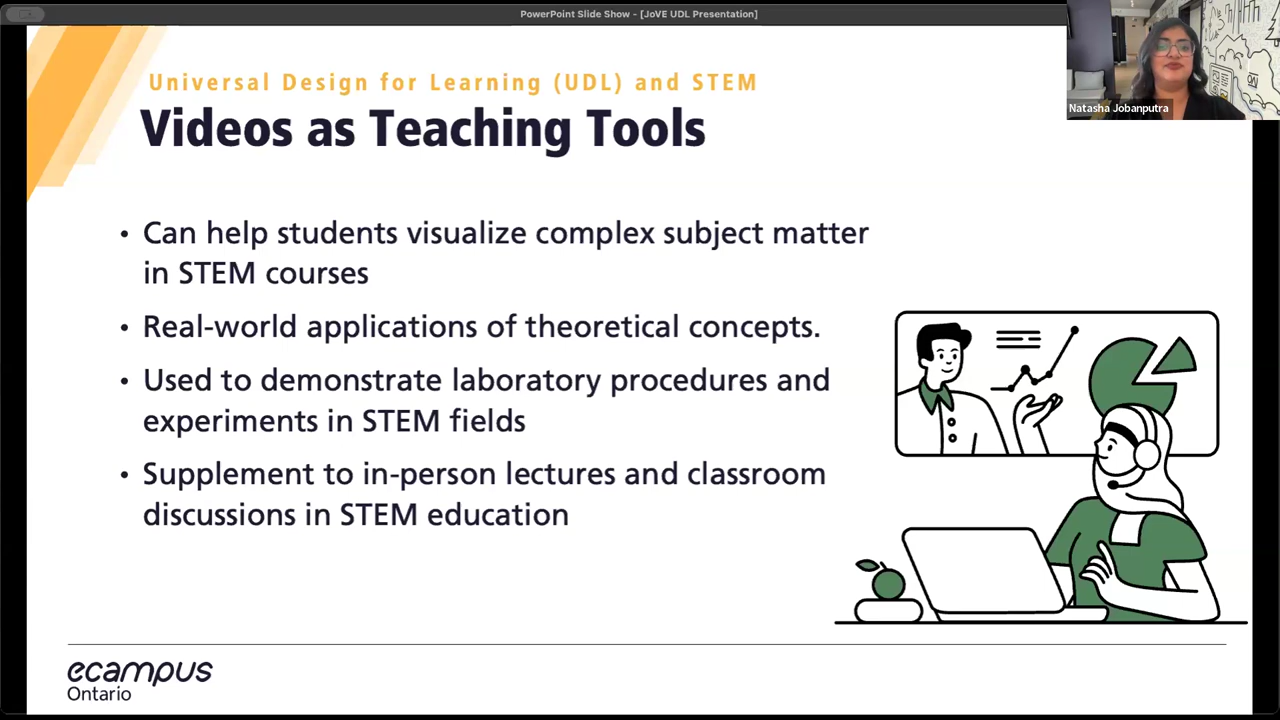 PowerPoint Slide Show - [JoVE UDL Presentation]
Natasha Jobanputra
Universal Design for Learning (UDL) and STEM
Videos as Teaching Tools
• Can help students visualize complex subject matter
in STEM courses
• Real-world applications of theoretical concepts.
• Used to demonstrate laboratory procedures and
experiments in STEM fields
• Supplement to in-person lectures and classroom
discussions in STEM education
ecampus
Ontario